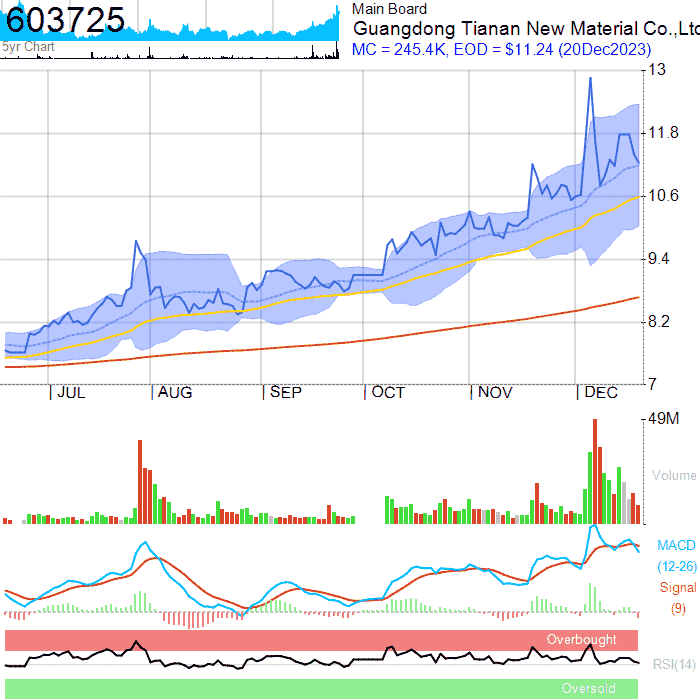 603725
5yr Chart
Main Board
Guangdong Tianan New Material Co.,Ltd
MC = 245.4K, EOD = $11.24 (20Dec2023)
13
11.8
10.6
9.4
8.2
7
JUL AUG SEP OCT NOV DEC
49M
Volume
MACD
(12-26)
Signal
(9)
Overbought
RSI(14)
Oversold